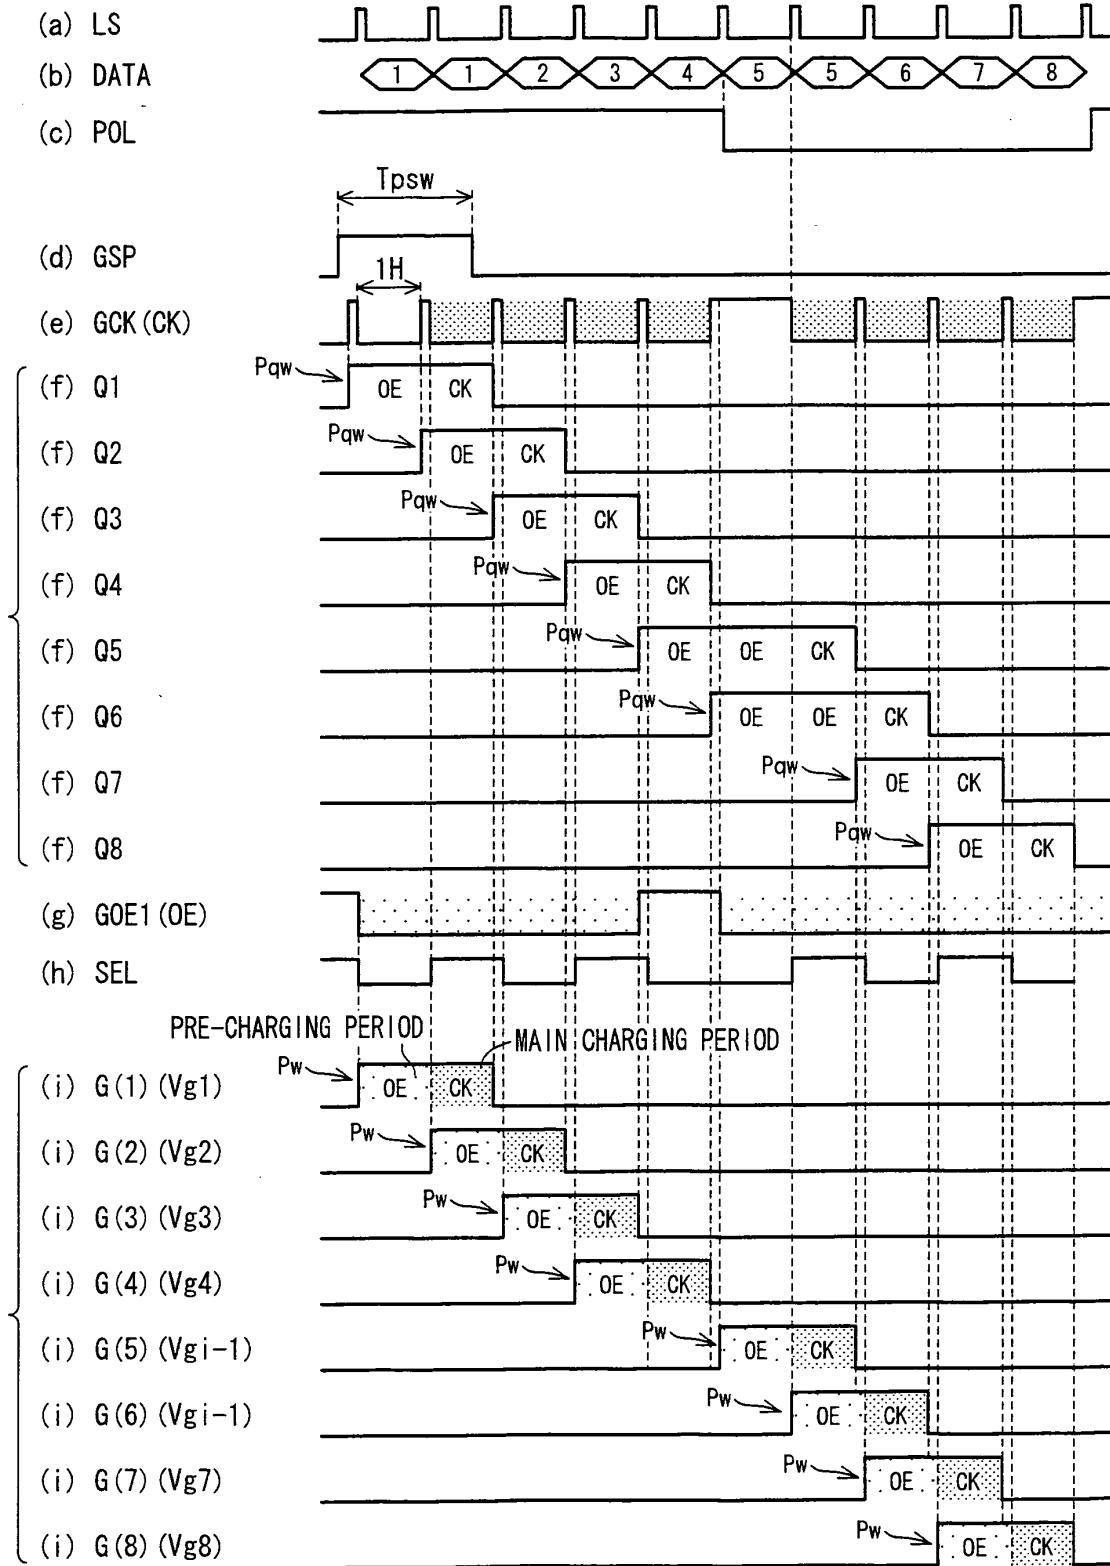 (a) LS
(b) DATA 1 1 2 3 4 5 5 6 7 8
(c) POL
Tpsw
(d) GSP
1H
(e) GCK(CK)
Pqw
(f) Q1 OE CK
Pqw
(f) Q2 OE CK
Pqw
(f) Q3 OE CK
Pqw
(f) Q4 OE CK
Pqw
(f) Q5 OE OE CK
Pqw
(f) Q6 OE OE CK
Pqw
(f) Q7 OE CK
Pqw
(f) Q8 OE CK
(g) GOE1(OE)
(h) SEL
PRE-CHARGING PERIOD
MAIN CHARGING PERIOD
Pw
(i) G(1)(Vg1) OE CK
Pw
(i) G(2)(Vg2) OE CK
Pw
(i) G(3)(Vg3) OE CK
Pw
(i) G(4)(Vg4) OE CK
Pw
(i) G(5)(Vgi-1) OE CK
Pw
(i) G(6)(Vgi-1) OE CK
Pw
(i) G(7)(Vg7) OE CK
Pw
(i) G(8)(Vg8) OE CK